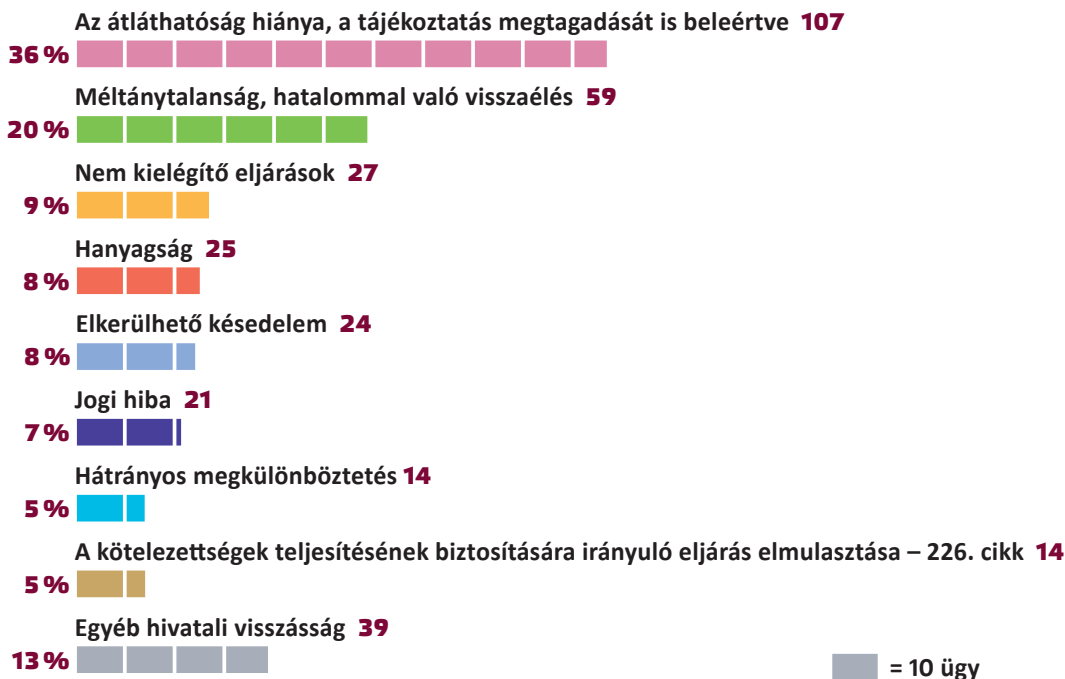 Az átláthatóság hiánya, a tájékoztatás megtagadását is beleértve 107
36 %
Méltánytalanság, hatalommal való visszaélés 59
20 %
Nem kielégítő eljárások 27
9 %
Hanyagság 25
8 %
Elkerülhető késedelem 24
8 %
Jogi hiba 21
7 %
Hátrányos megkülönböztetés 14
5 %
A kötelezettségek teljesítésének biztosítására irányuló eljárás elmulasztása – 226. cikk 14
5 %
Egyéb hivatali visszásság 39
13 %
= 10 ügy